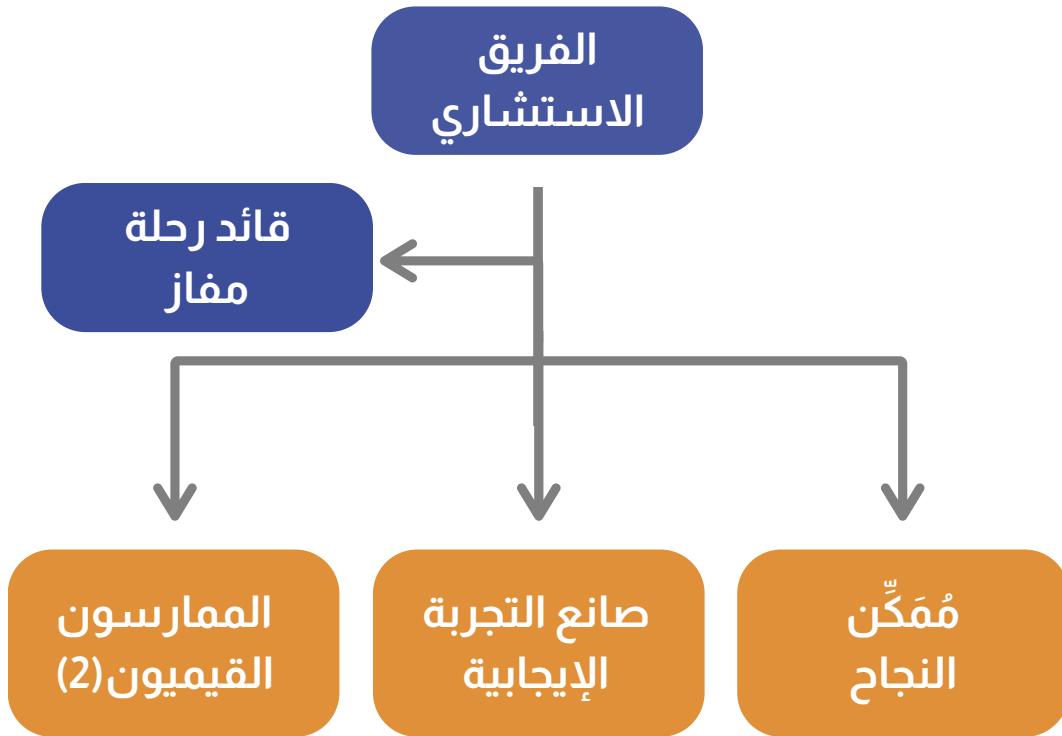 الفريق
الاستشاري
قائد رحلة
مفاز
مُمَكِّن
النجاح
صانع التجربة
الإيجابية
الممارسون
القيميون(2)